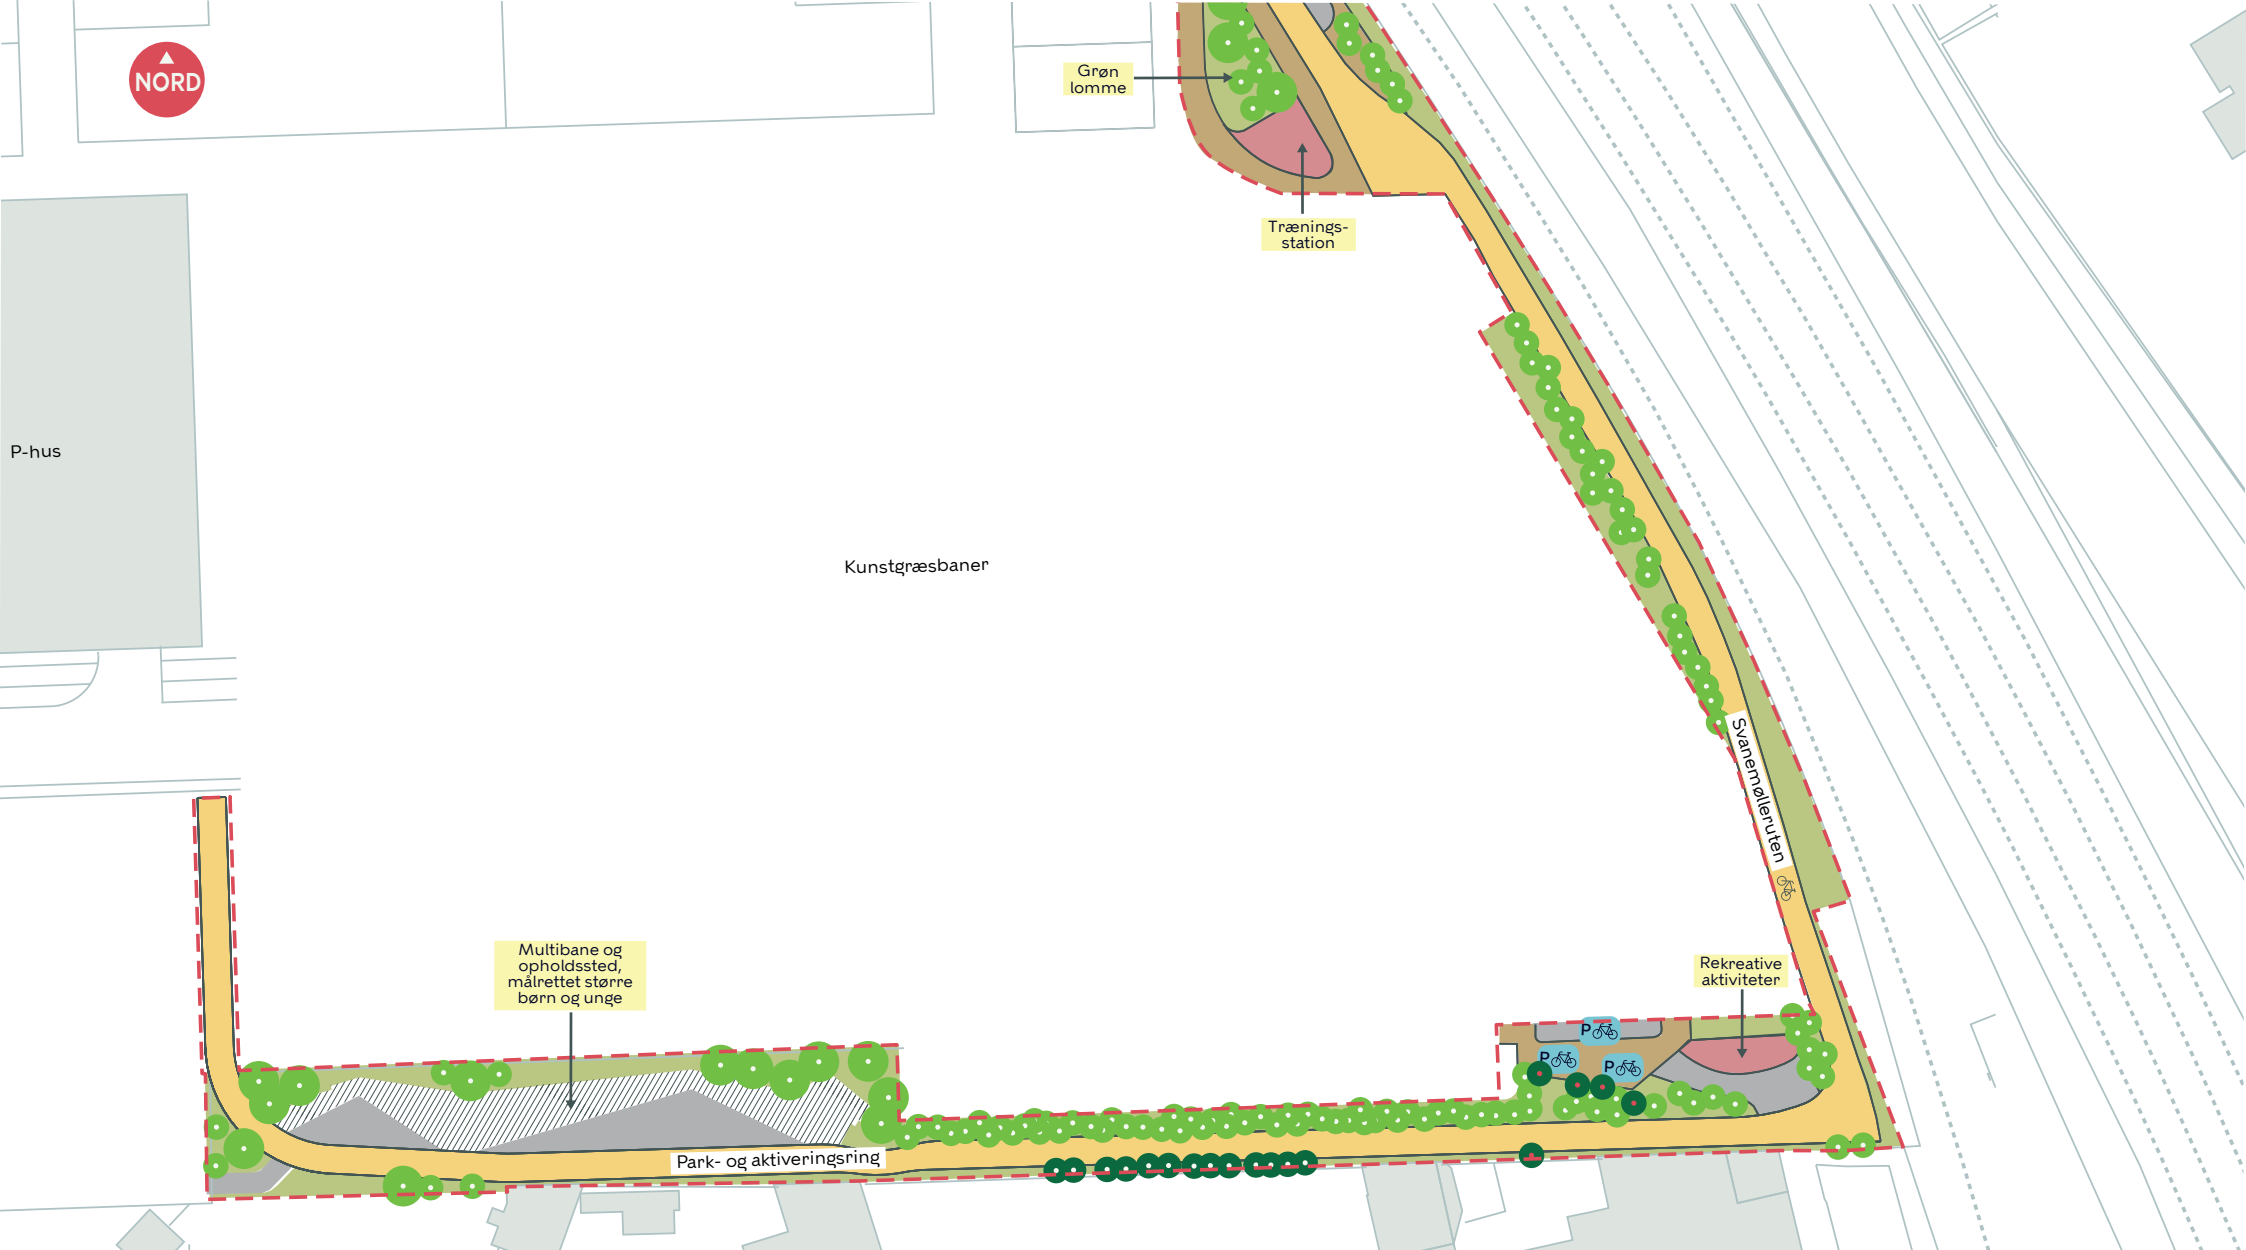 NORD
Grøn
lomme
Trænings-
station
P-hus
Kunstgræsbaner
Svanemølleruten
Multibane og
opholdssted,
målrettet større
børn og unge
Rekreative
aktiviteter
P
P
P
Park- og aktiveringsring